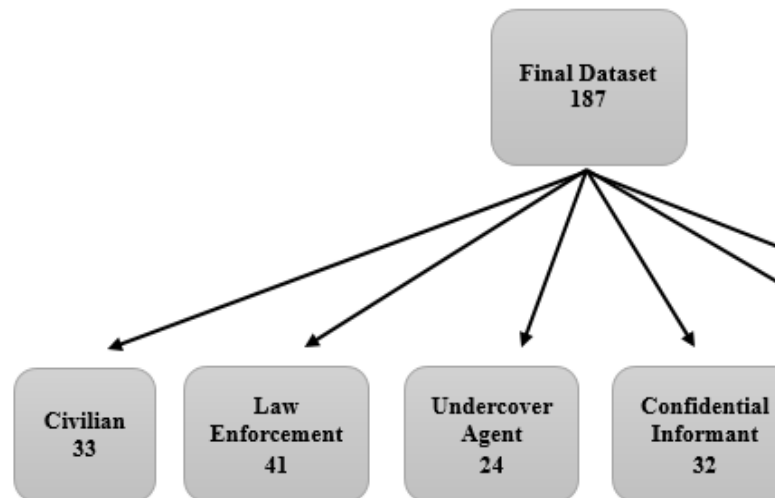 Final Dataset
187
Civilian
33
Law
Enforcement
41
Undercover
Agent
24
Confidential
Informant
32